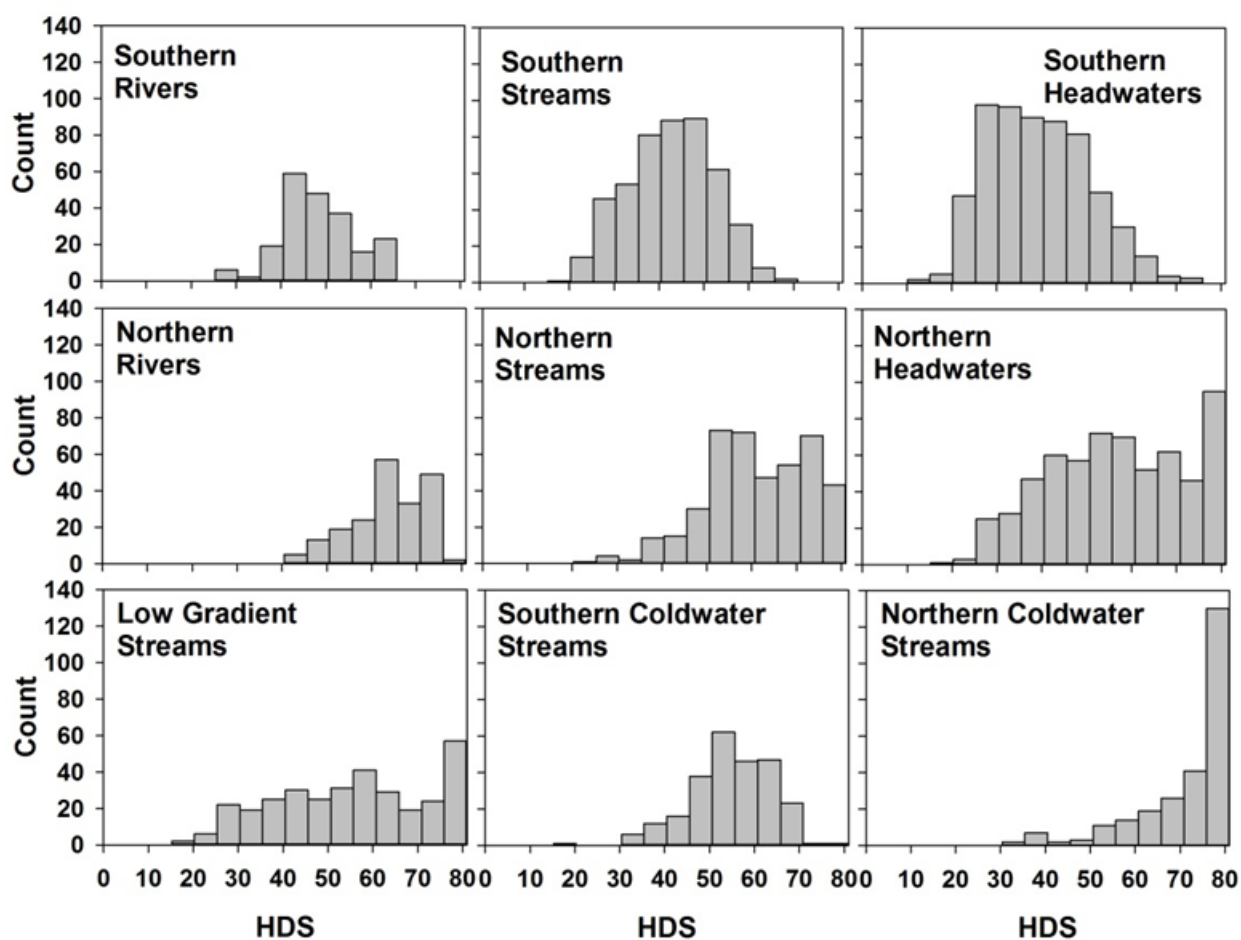 140
120
100
80
60
40
20
0
Count
Southern
Rivers
Southern
Streams
Southern
Headwaters
140
120
100
80
60
40
20
0
Count
Northern
Rivers
Northern
Streams
Northern
Headwaters
140
120
100
80
60
40
20
0
Count
Low Gradient
Streams
Southern Coldwater
Streams
Northern Coldwater
Streams
0 10 20 30 40 50 60 70 80
0 10 20 30 40 50 60 70 80
0 10 20 30 40 50 60 70 80
HDS
HDS
HDS